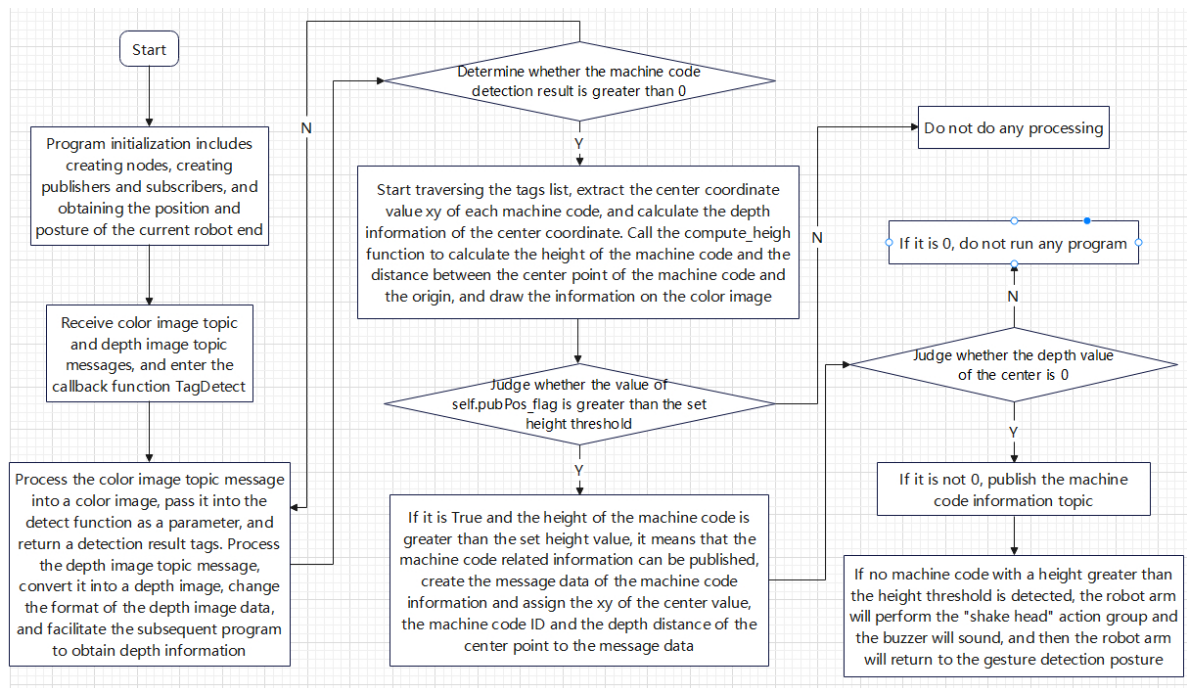 Start
Program initialization includes
creating nodes, creating
publishers and subscribers, and
obtaining the position and
posture of the current robot end
Receive color image topic
and depth image topic
messages, and enter the
callback function TagDetect
Process the color image topic message
into a color image, pass it into the
detect function as a parameter, and
return a detection result tags. Process
the depth image topic message,
convert it into a depth image, change
the format of the depth image data,
and facilitate the subsequent program
to obtain depth information
N
Determine whether the machine code
detection result is greater than 0
Y
Start traversing the tags list, extract the center coordinate
value xy of each machine code, and calculate the depth
information of the center coordinate. Call the compute_heigh
function to calculate the height of the machine code and the
distance between the center point of the machine code and
the origin, and draw the information on the color image
Judge whether the value of
self.pubPos_flag is greater than the set
height threshold
Y
If it is True and the height of the machine code is
greater than the set height value, it means that the
machine code related information can be published,
create the message data of the machine code
information and assign the xy of the center value,
the machine code ID and the depth distance of the
center point to the message data
N
Do not do any processing
If it is 0, do not run any program
N
Judge whether the depth value
of the center is 0
Y
If it is not 0, publish the machine
code information topic
If no machine code with a height greater than
the height threshold is detected, the robot arm
will perform the "shake head" action group and
the buzzer will sound, and then the robot arm
will return to the gesture detection posture